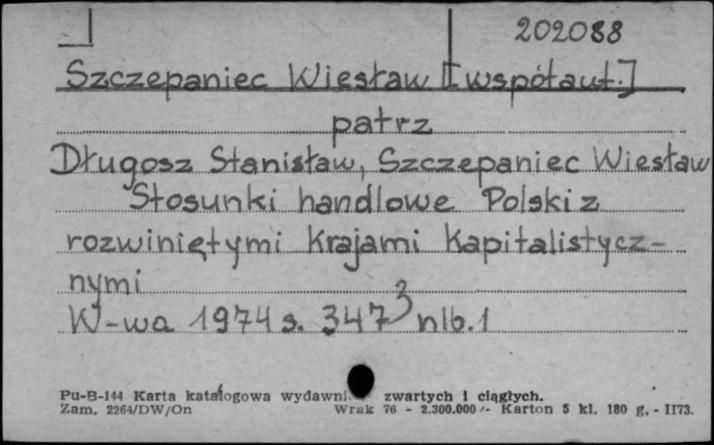 202088
Szczepaniec Wiesław [współaut.]
patrz
Długosz Stanisław, Szczepaniec Wiesław
Stosunki handlowe Polski z
rozwiniętymi krajami kapitalistycz-
nymi
W-wa 1974 s. 347 nlb. 1
Pu-B-144 Karta katalogowa wydawni zwartych i ciągłych.
Zam. 2264/DW/On Wrak 76 - 2.300.000 -/- Karton 5 kl. 180 g. - 1173.